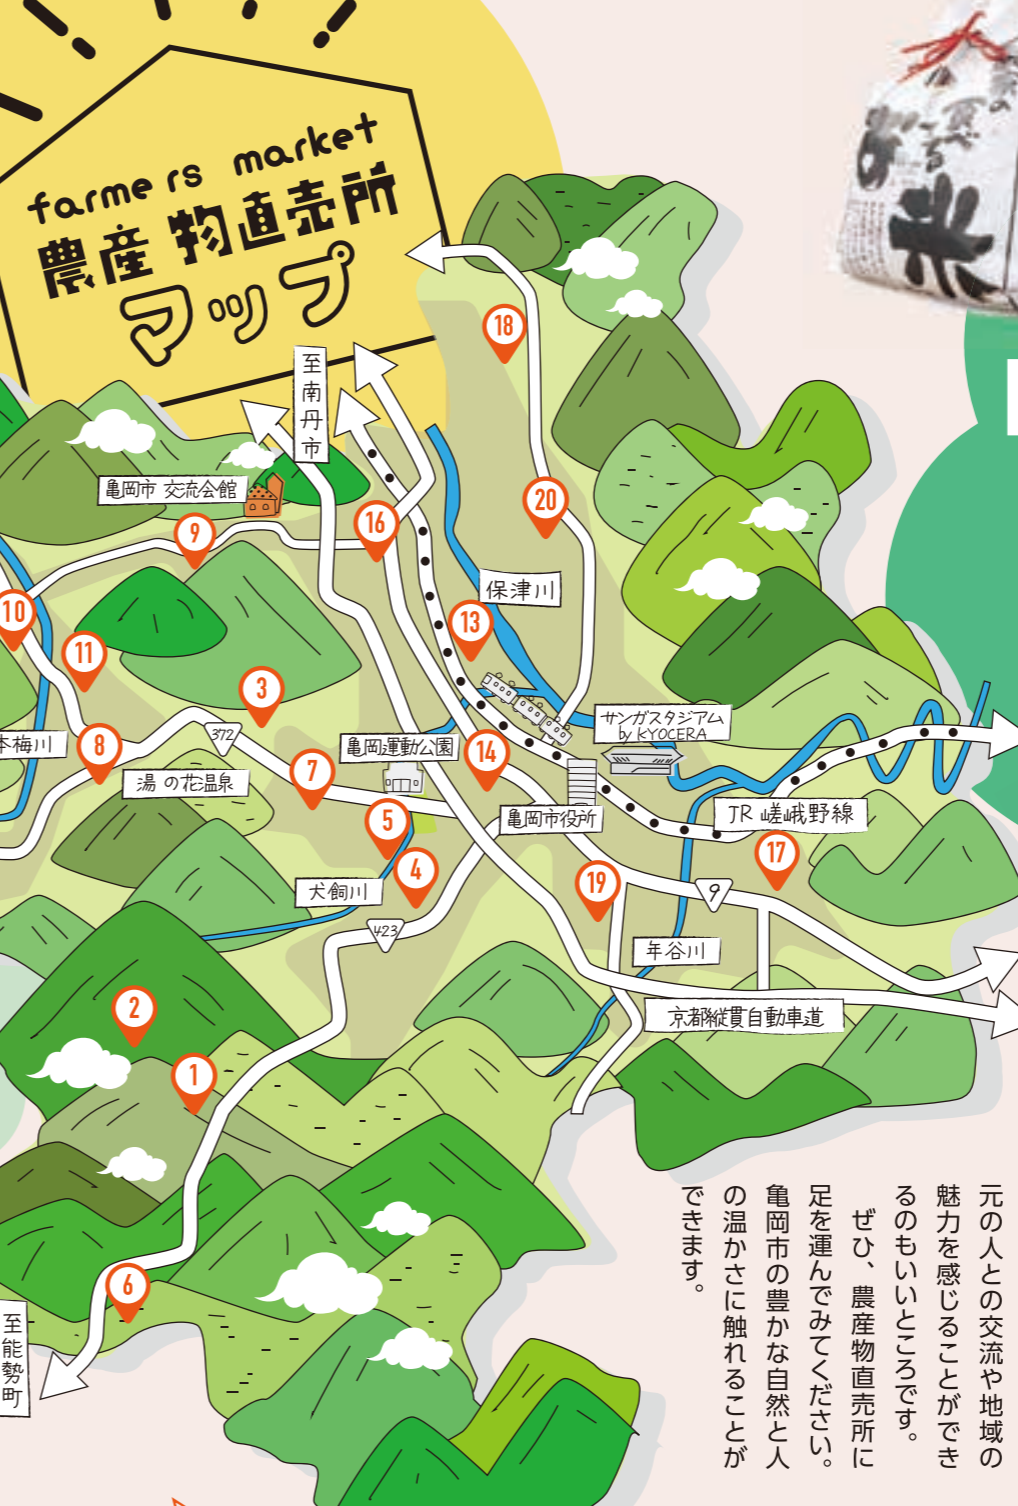 farmers market
農産物直売所
マップ
米
至南丹市
18
亀岡市 交流会館
9
16
20
保津川
10
13
11
3
サンガスタジアム
by KYOCERA
本梅川
8
372
亀岡運動公園
14
湯の花温泉
7
亀岡市役所
JR 嵯峨野線
5
17
4
19
9
犬飼川
423
年谷川
2
京都縦貫自動車道
1
6
至能勢町
元の人との交流や地域の
魅力を感じることができ
るのもいいところです。
ぜひ、農産物直売所に
足を運んでみてください。
亀岡市の豊かな自然と人
の温かさに触れることが
できます。